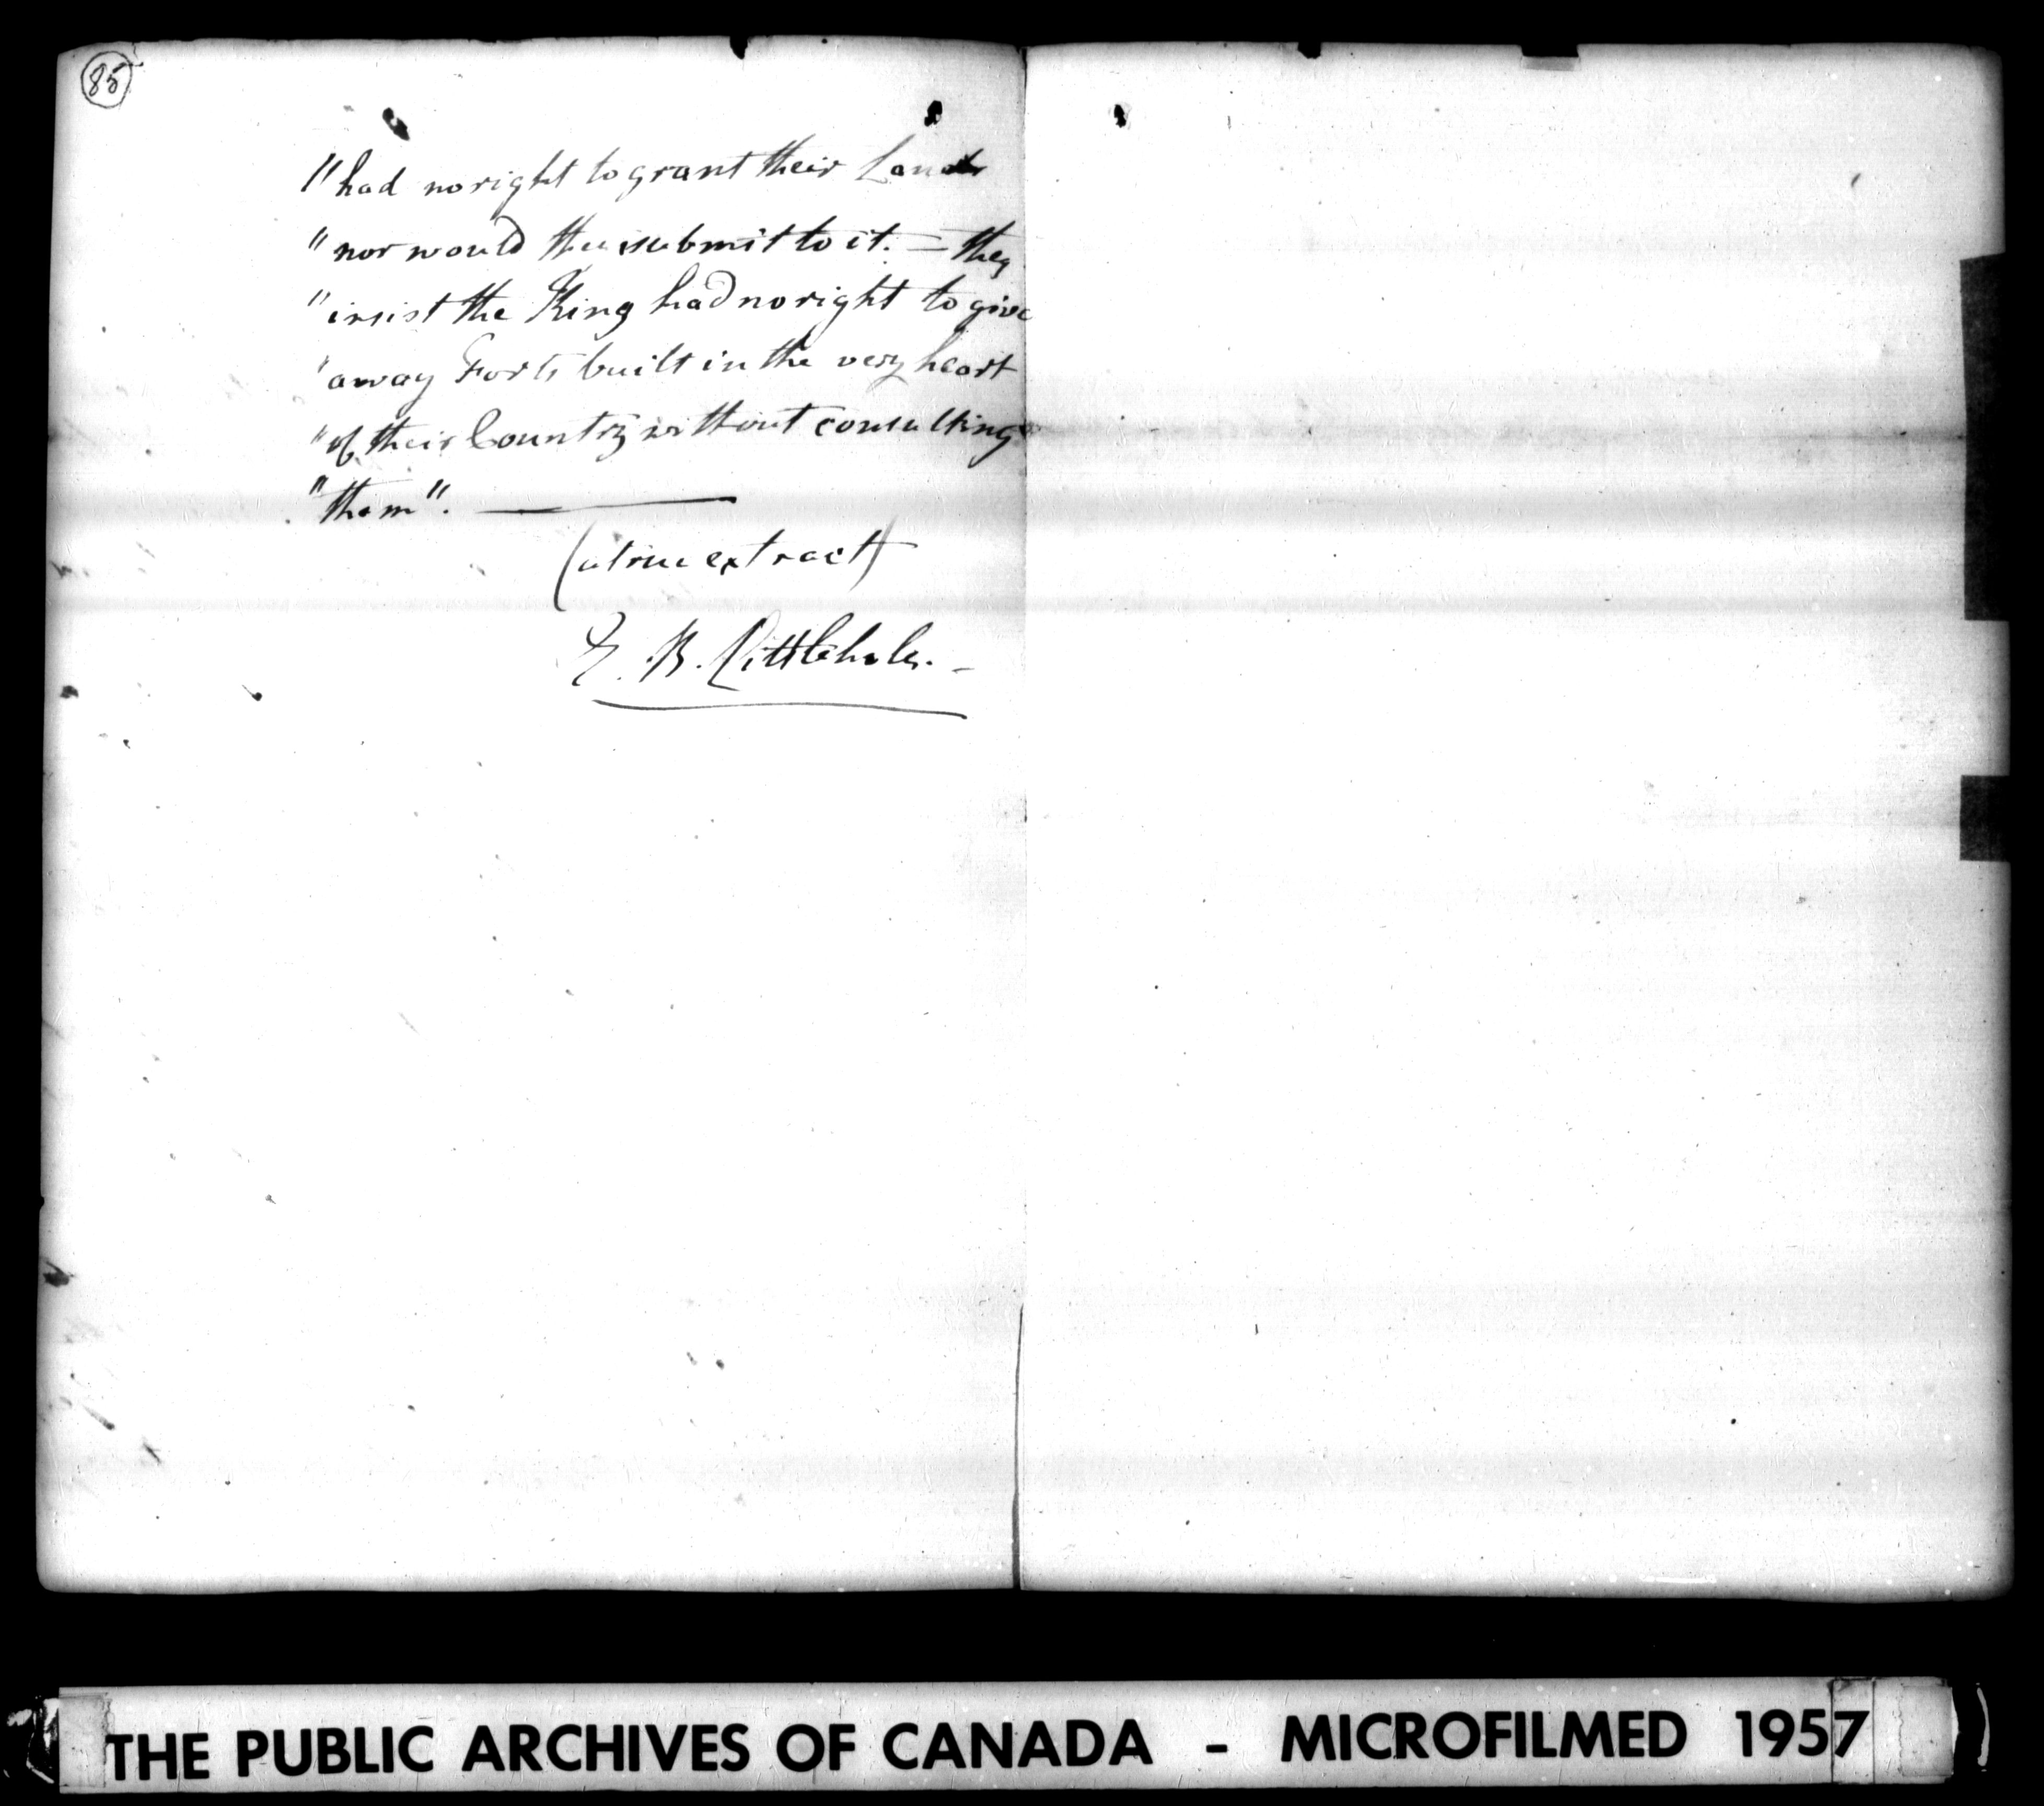 85
"had no right to grant their Lands
"nor would they submit to it. — they
"insist the King had no right to give
"away Forts built in the very heart
"of their Country without consulting
"them". —
(a true extract)
E. B. Littlehales. -
THE PUBLIC ARCHIVES OF CANADA - MICROFILMED 1957